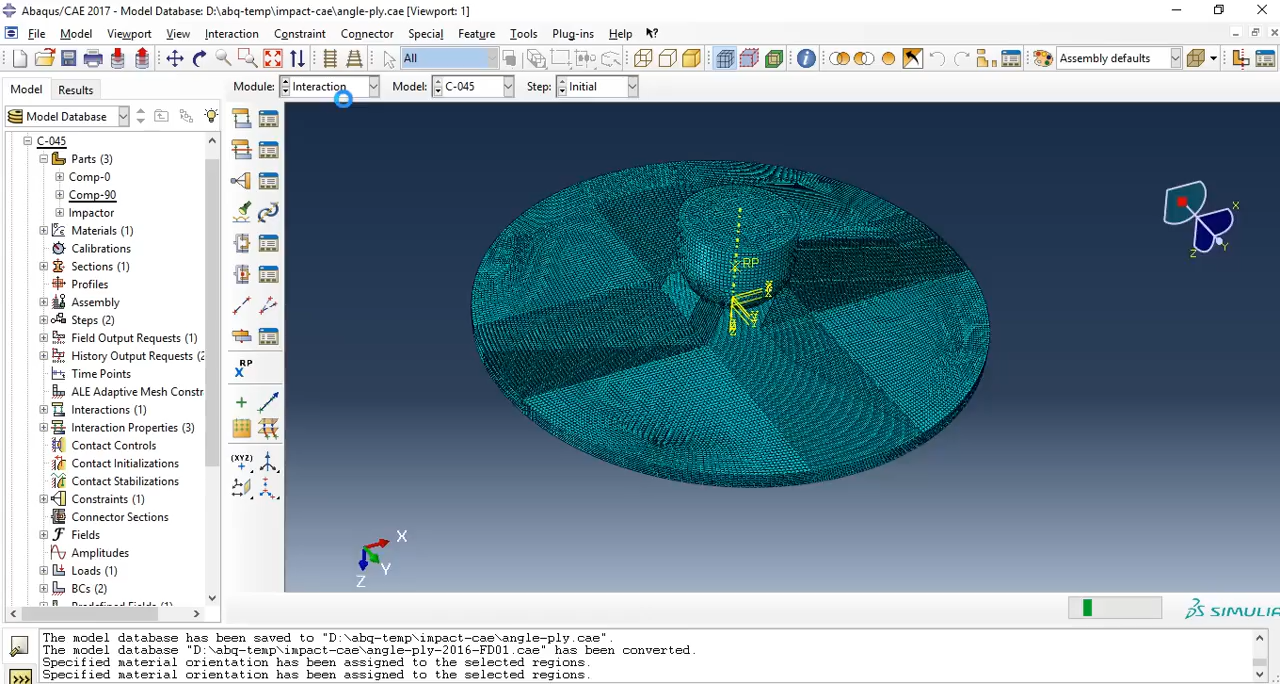 Abaqus/CAE 2017 - Model Database: D:\abq-temp\impact-cae\angle-ply.cae [Viewport: 1]
File Model Viewport View Interaction Constraint Connector Special Feature Tools Plug-ins Help
All Assembly defaults
Model Results Module: Interaction Model: C-045 Step: Initial
Model Database
C-045
Parts (3)
Comp-0
Comp-90
Impactor
Materials (1)
Calibrations
Sections (1)
Profiles
Assembly
Steps (2)
Field Output Requests (1)
History Output Requests (2
Time Points
ALE Adaptive Mesh Constr
Interactions (1)
Interaction Properties (3)
Contact Controls
Contact Initializations
Contact Stabilizations
Constraints (1)
Connector Sections
Fields
Amplitudes
Loads (1)
BCs (2)
Predefined Fields (1)
RP
(XYZ)
RP
X
Y
Z
X
Y
Z
SIMULIA
The model database has been saved to "D:\abq-temp\impact-cae\angle-ply.cae".
The model database "D:\abq-temp\impact-cae\angle-ply-2016-FD01.cae" has been converted.
Specified material orientation has been assigned to the selected regions.
Specified material orientation has been assigned to the selected regions.